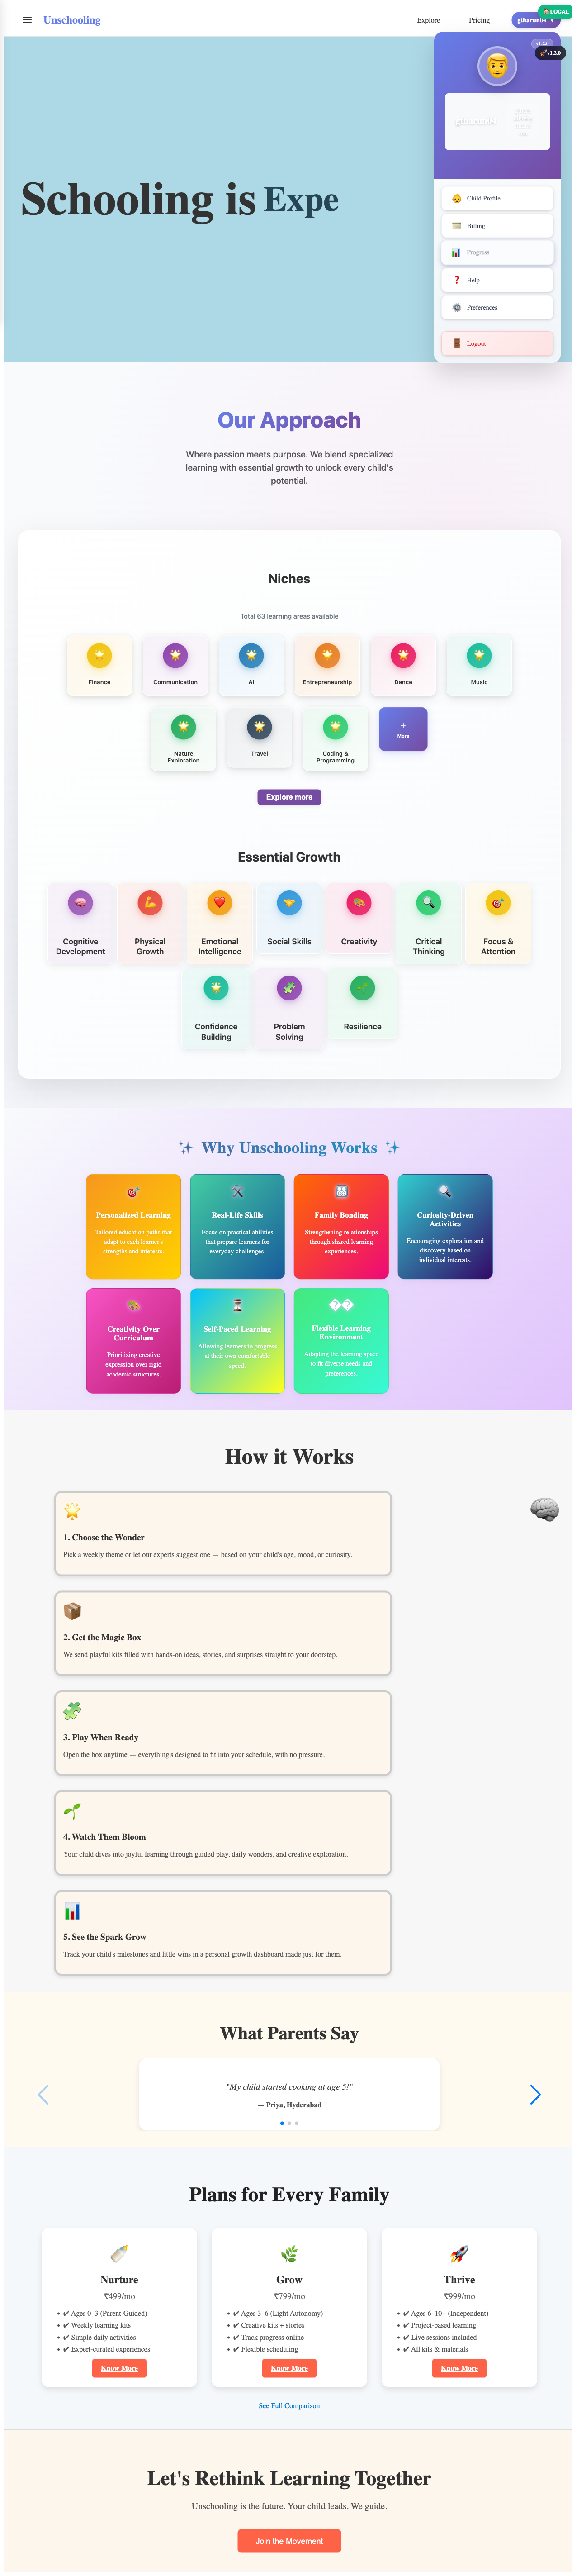 Unschooling
Explore
Pricing
gtharun04
LOCAL
v1.2.0
v1.2.0
gtharun04
Child Profile
Billing
Progress
Help
Preferences
Logout
Schooling is Expe
Our Approach
Where passion meets purpose. We blend specialized
learning with essential growth to unlock every child's
potential.
Niches
Total 63 learning areas available
Finance
Communication
AI
Entrepreneurship
Dance
Music
Nature
Exploration
Travel
Coding &
Programming
+
More
Explore more
Essential Growth
Cognitive
Development
Physical
Growth
Emotional
Intelligence
Social Skills
Creativity
Critical
Thinking
Focus &
Attention
Confidence
Building
Problem
Solving
Resilience
✨ Why Unschooling Works ✨
Personalized Learning
Tailored education paths that
adapt to each learner's
strengths and interests.
Real-Life Skills
Focus on practical abilities
that prepare learners for
everyday challenges.
Family Bonding
Strengthening relationships
through shared learning
experiences.
Curiosity-Driven
Activities
Encouraging exploration and
discovery based on
individual interests.
Creativity Over
Curriculum
Prioritizing creative
expression over rigid
academic structures.
Self-Paced Learning
Allowing learners to progress
at their own comfortable
speed.
Flexible Learning
Environment
Adapting the learning space
to fit diverse needs and
preferences.
How it Works
1. Choose the Wonder
Pick a weekly theme or let our experts suggest one — based on your child's age, mood, or curiosity.
2. Get the Magic Box
We send playful kits filled with hands-on ideas, stories, and surprises straight to your doorstep.
3. Play When Ready
Open the box anytime — everything's designed to fit into your schedule, with no pressure.
4. Watch Them Bloom
Your child dives into joyful learning through guided play, daily wonders, and creative exploration.
5. See the Spark Grow
Track your child's milestones and little wins in a personal growth dashboard made just for them.
What Parents Say
"My child started cooking at age 5!"
— Priya, Hyderabad
Plans for Every Family
Nurture
₹499/mo
• ✔ Ages 0–3 (Parent-Guided)
• ✔ Weekly learning kits
• ✔ Simple daily activities
• ✔ Expert-curated experiences
Know More
Grow
₹799/mo
• ✔ Ages 3–6 (Light Autonomy)
• ✔ Creative kits + stories
• ✔ Track progress online
• ✔ Flexible scheduling
Know More
Thrive
₹999/mo
• ✔ Ages 6–10+ (Independent)
• ✔ Project-based learning
• ✔ Live sessions included
• ✔ All kits & materials
Know More
See Full Comparison
Let's Rethink Learning Together
Unschooling is the future. Your child leads. We guide.
Join the Movement